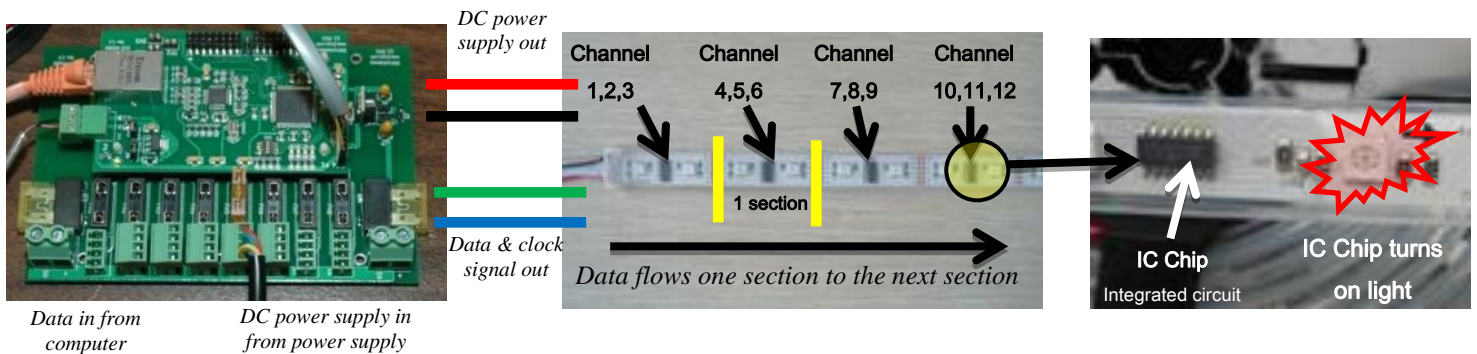 DC power
supply out
Data & clock
signal out
Data in from
computer
DC power supply in
from power supply
Channel
1,2,3
Channel
4,5,6
Channel
7,8,9
Channel
10,11,12
1 section
Data flows one section to the next section
IC Chip
Integrated circuit
IC Chip turns
on light